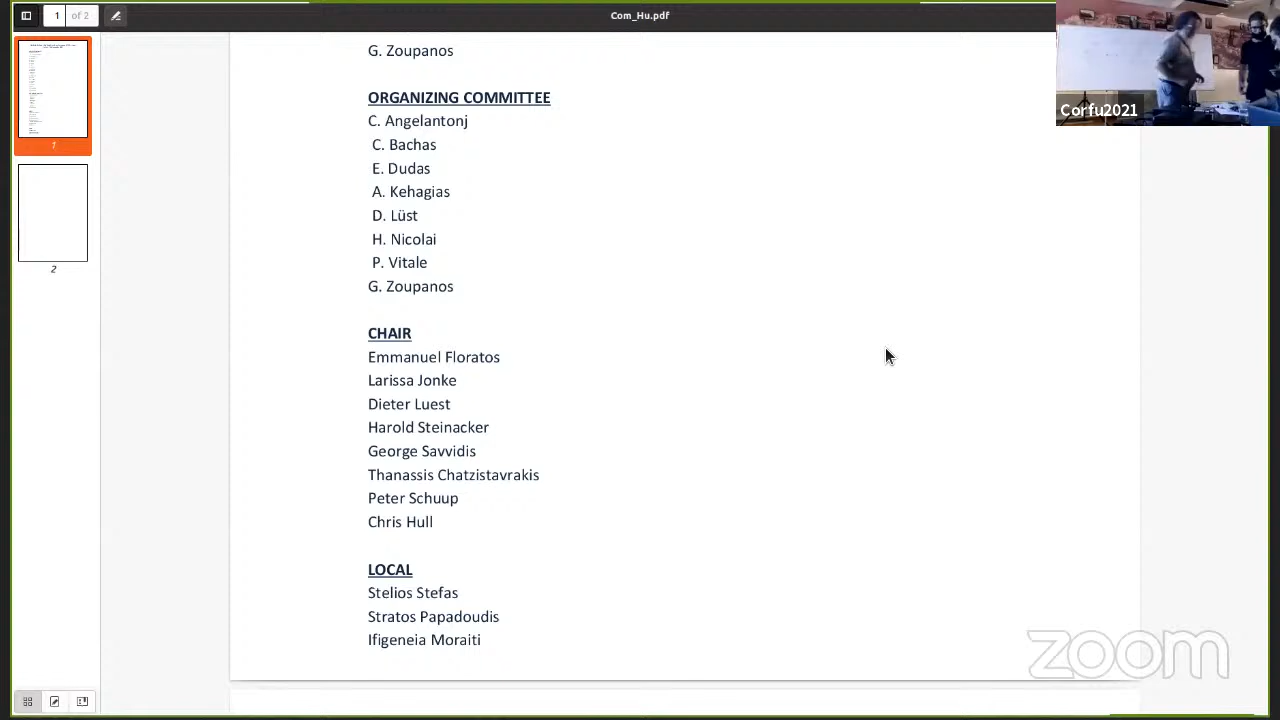 1 of 2
Com_Hu.pdf
Corfu2021
1
2
G. Zoupanos
ORGANIZING COMMITTEE
C. Angelantonj
C. Bachas
E. Dudas
A. Kehagias
D. Lüst
H. Nicolai
P. Vitale
G. Zoupanos
CHAIR
Emmanuel Floratos
Larissa Jonke
Dieter Luest
Harold Steinacker
George Savvidis
Thanassis Chatzistavrakis
Peter Schuup
Chris Hull
LOCAL
Stelios Stefas
Stratos Papadoudis
Ifigeneia Moraiti
zoom